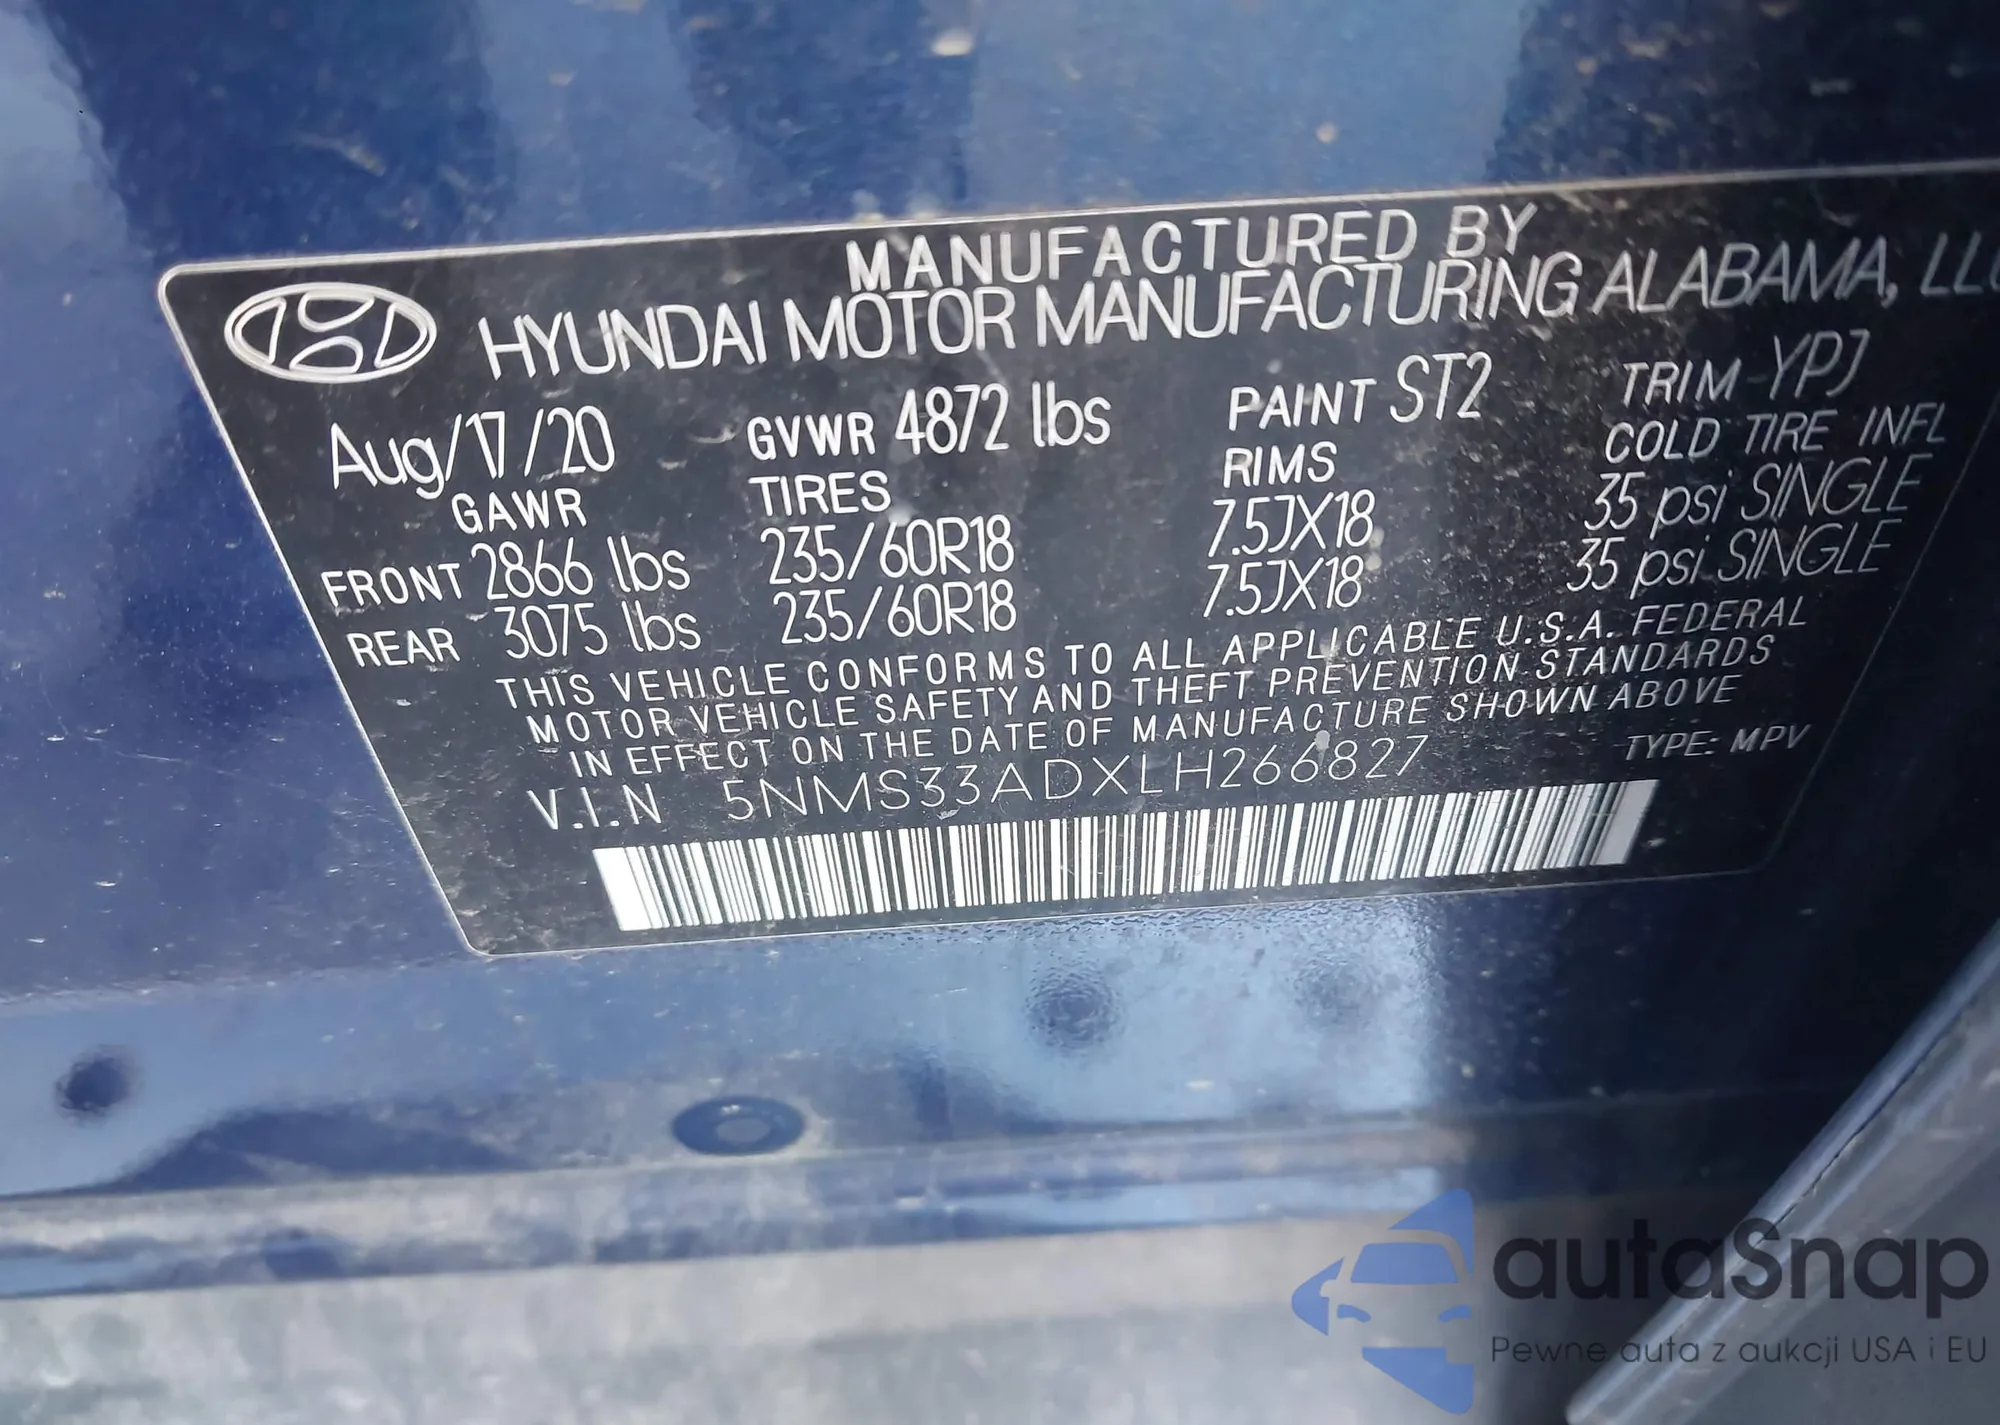 MANUFACTURED BY
HYUNDAI MOTOR MANUFACTURING ALABAMA, LLC
Aug/17/20 GVWR 4872 lbs PAINT ST2 TRIM YPJ
GAWR TIRES RIMS COLD TIRE INFL
FRONT 2866 lbs 235/60R18 7.5JX18 35 psi SINGLE
REAR 3075 lbs 235/60R18 7.5JX18 35 psi SINGLE
THIS VEHICLE CONFORMS TO ALL APPLICABLE U.S.A. FEDERAL
MOTOR VEHICLE SAFETY AND THEFT PREVENTION STANDARDS
IN EFFECT ON THE DATE OF MANUFACTURE SHOWN ABOVE
V.I.N 5NMS33ADXLH266827 TYPE: MPV
autaSnap
Pewne auta z aukcji USA i EU